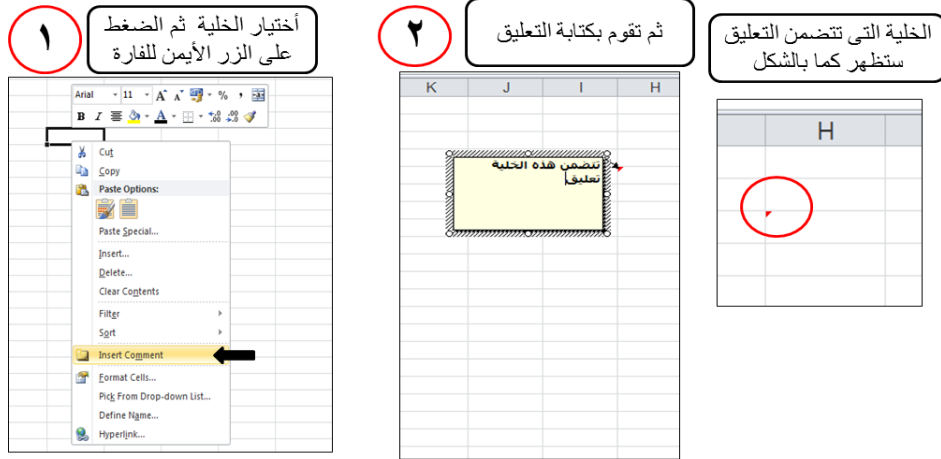 ١
أختيار الخلية ثم الضغط
على الزر الأيمن للفارة
Arial 11 A A % ,
B I A .00 .00
Cut
Copy
Paste Options:
Paste Special...
Insert...
Delete...
Clear Contents
Filter
Sort
Insert Comment
Format Cells...
Pick From Drop-down List...
Define Name...
Hyperlink...
٢
ثم تقوم بكتابة التعليق
K J I H
تتضمن هذه الخلية
تعليق
الخلية التى تتضمن التعليق
ستظهر كما بالشكل
H